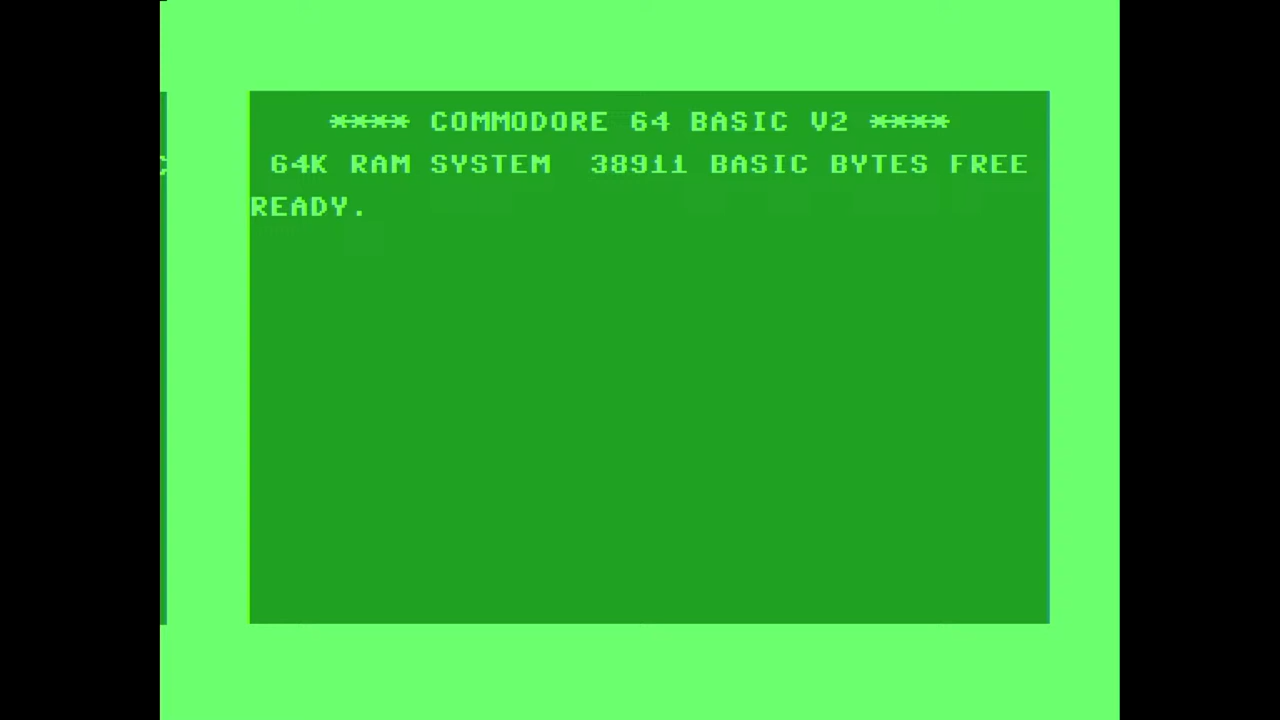 **** COMMODORE 64 BASIC V2 ****
64K RAM SYSTEM  38911 BASIC BYTES FREE
READY.